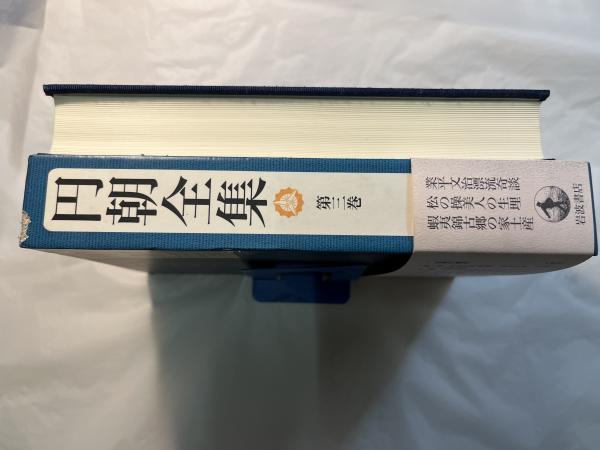 円朝全集
第三巻
業平文治漂流奇談
松の操美人の生埋
蝦夷錦古郷の家土産
岩波書店